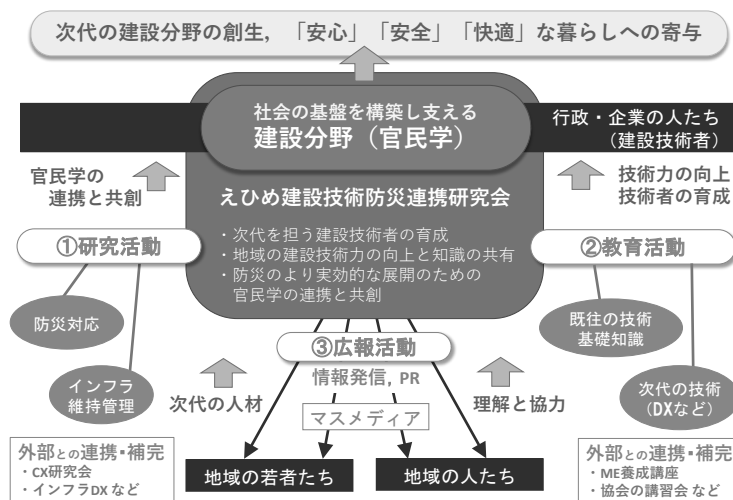 次代の建設分野の創生，「安心」「安全」「快適」な暮らしへの寄与
社会の基盤を構築し支える
建設分野（官民学）
行政・企業の人たち
（建設技術者）
官民学の
連携と共創
技術力の向上
技術者の育成
えひめ建設技術防災連携研究会
・次代を担う建設技術者の育成
・地域の建設技術力の向上と知識の共有
・防災のより実効的な展開のための
官民学の連携と共創
①研究活動
②教育活動
防災対応
インフラ
維持管理
既往の技術
基礎知識
次代の技術
（DXなど）
③広報活動
情報発信，PR
マスメディア
次代の人材
理解と協力
地域の若者たち
地域の人たち
外部との連携・補完
・CX研究会
・インフラDX など
外部との連携・補完
・ME養成講座
・協会の講習会 など